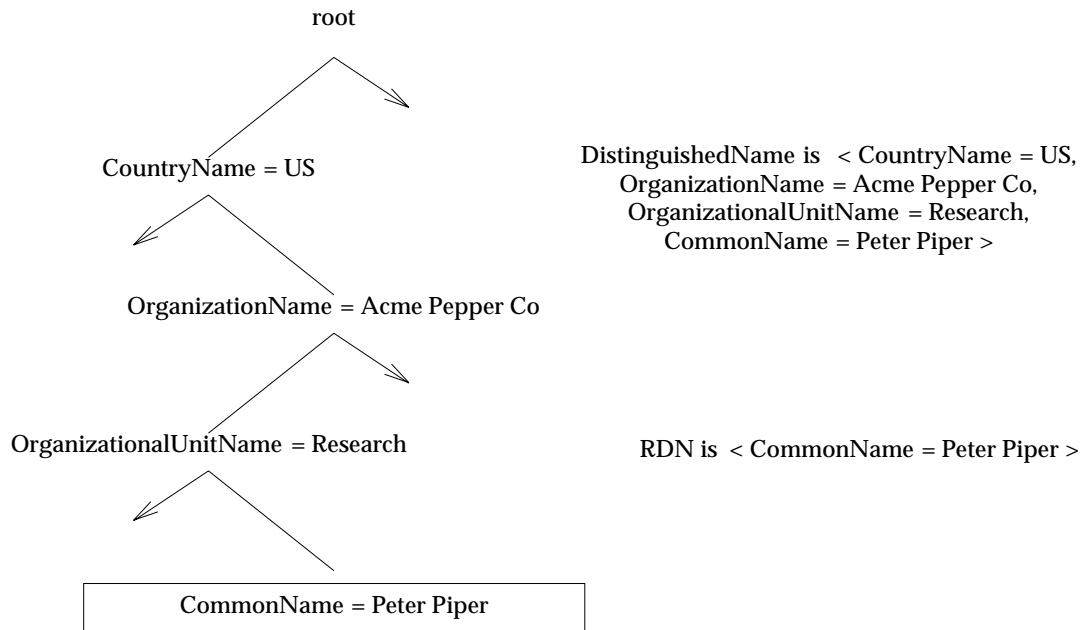 root
CountryName = US
DistinguishedName is < CountryName = US,
OrganizationName = Acme Pepper Co,
OrganizationalUnitName = Research,
CommonName = Peter Piper >
OrganizationName = Acme Pepper Co
OrganizationalUnitName = Research
RDN is < CommonName = Peter Piper >
CommonName = Peter Piper